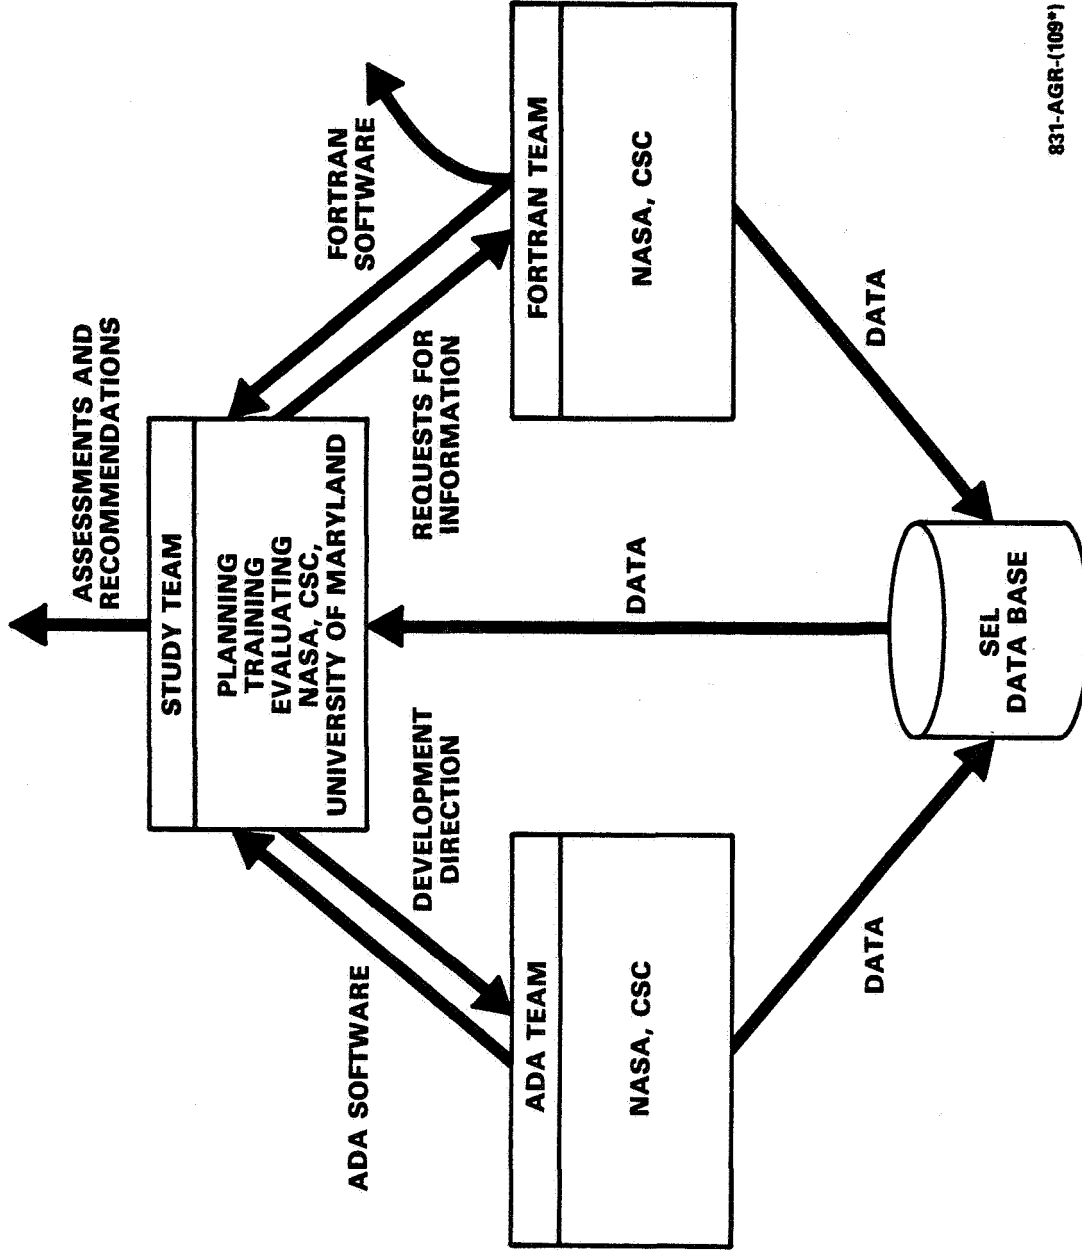 ASSESSMENTS AND
RECOMMENDATIONS
STUDY TEAM
PLANNING
TRAINING
EVALUATING
NASA, CSC,
UNIVERSITY OF MARYLAND
ADA SOFTWARE
DEVELOPMENT
DIRECTION
REQUESTS FOR
INFORMATION
FORTRAN
SOFTWARE
ADA TEAM
NASA, CSC
DATA
FORTRAN TEAM
NASA, CSC
DATA
DATA
SEL
DATA BASE
831-AGR-(109*)